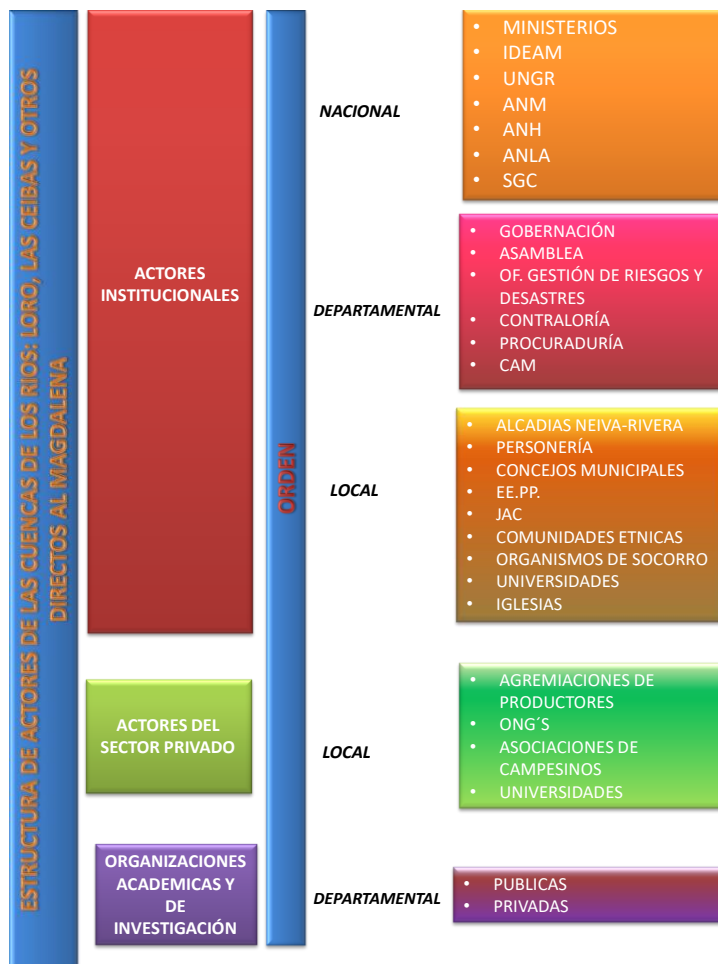 ESTRUCTURA DE ACTORES DE LAS CUENCAS DE LOS RIOS: LORO, LAS CEIBAS Y OTROS
DIRECTOS AL MAGDALENA
ACTORES
INSTITUCIONALES
ORDEN
NACIONAL
• MINISTERIOS
• IDEAM
• UNGR
• ANM
• ANH
• ANLA
• SGC
DEPARTAMENTAL
• GOBERNACIÓN
• ASAMBLEA
• OF. GESTIÓN DE RIESGOS Y
DESASTRES
• CONTRALORÍA
• PROCURADURÍA
• CAM
LOCAL
• ALCADIAS NEIVA-RIVERA
• PERSONERÍA
• CONCEJOS MUNICIPALES
• EE.PP.
• JAC
• COMUNIDADES ETNICAS
• ORGANISMOS DE SOCORRO
• UNIVERSIDADES
• IGLESIAS
ACTORES DEL
SECTOR PRIVADO
LOCAL
• AGREMIACIONES DE
PRODUCTORES
• ONG´S
• ASOCIACIONES DE
CAMPESINOS
• UNIVERSIDADES
ORGANIZACIONES
ACADEMICAS Y
DE
INVESTIGACIÓN
DEPARTAMENTAL
• PUBLICAS
• PRIVADAS